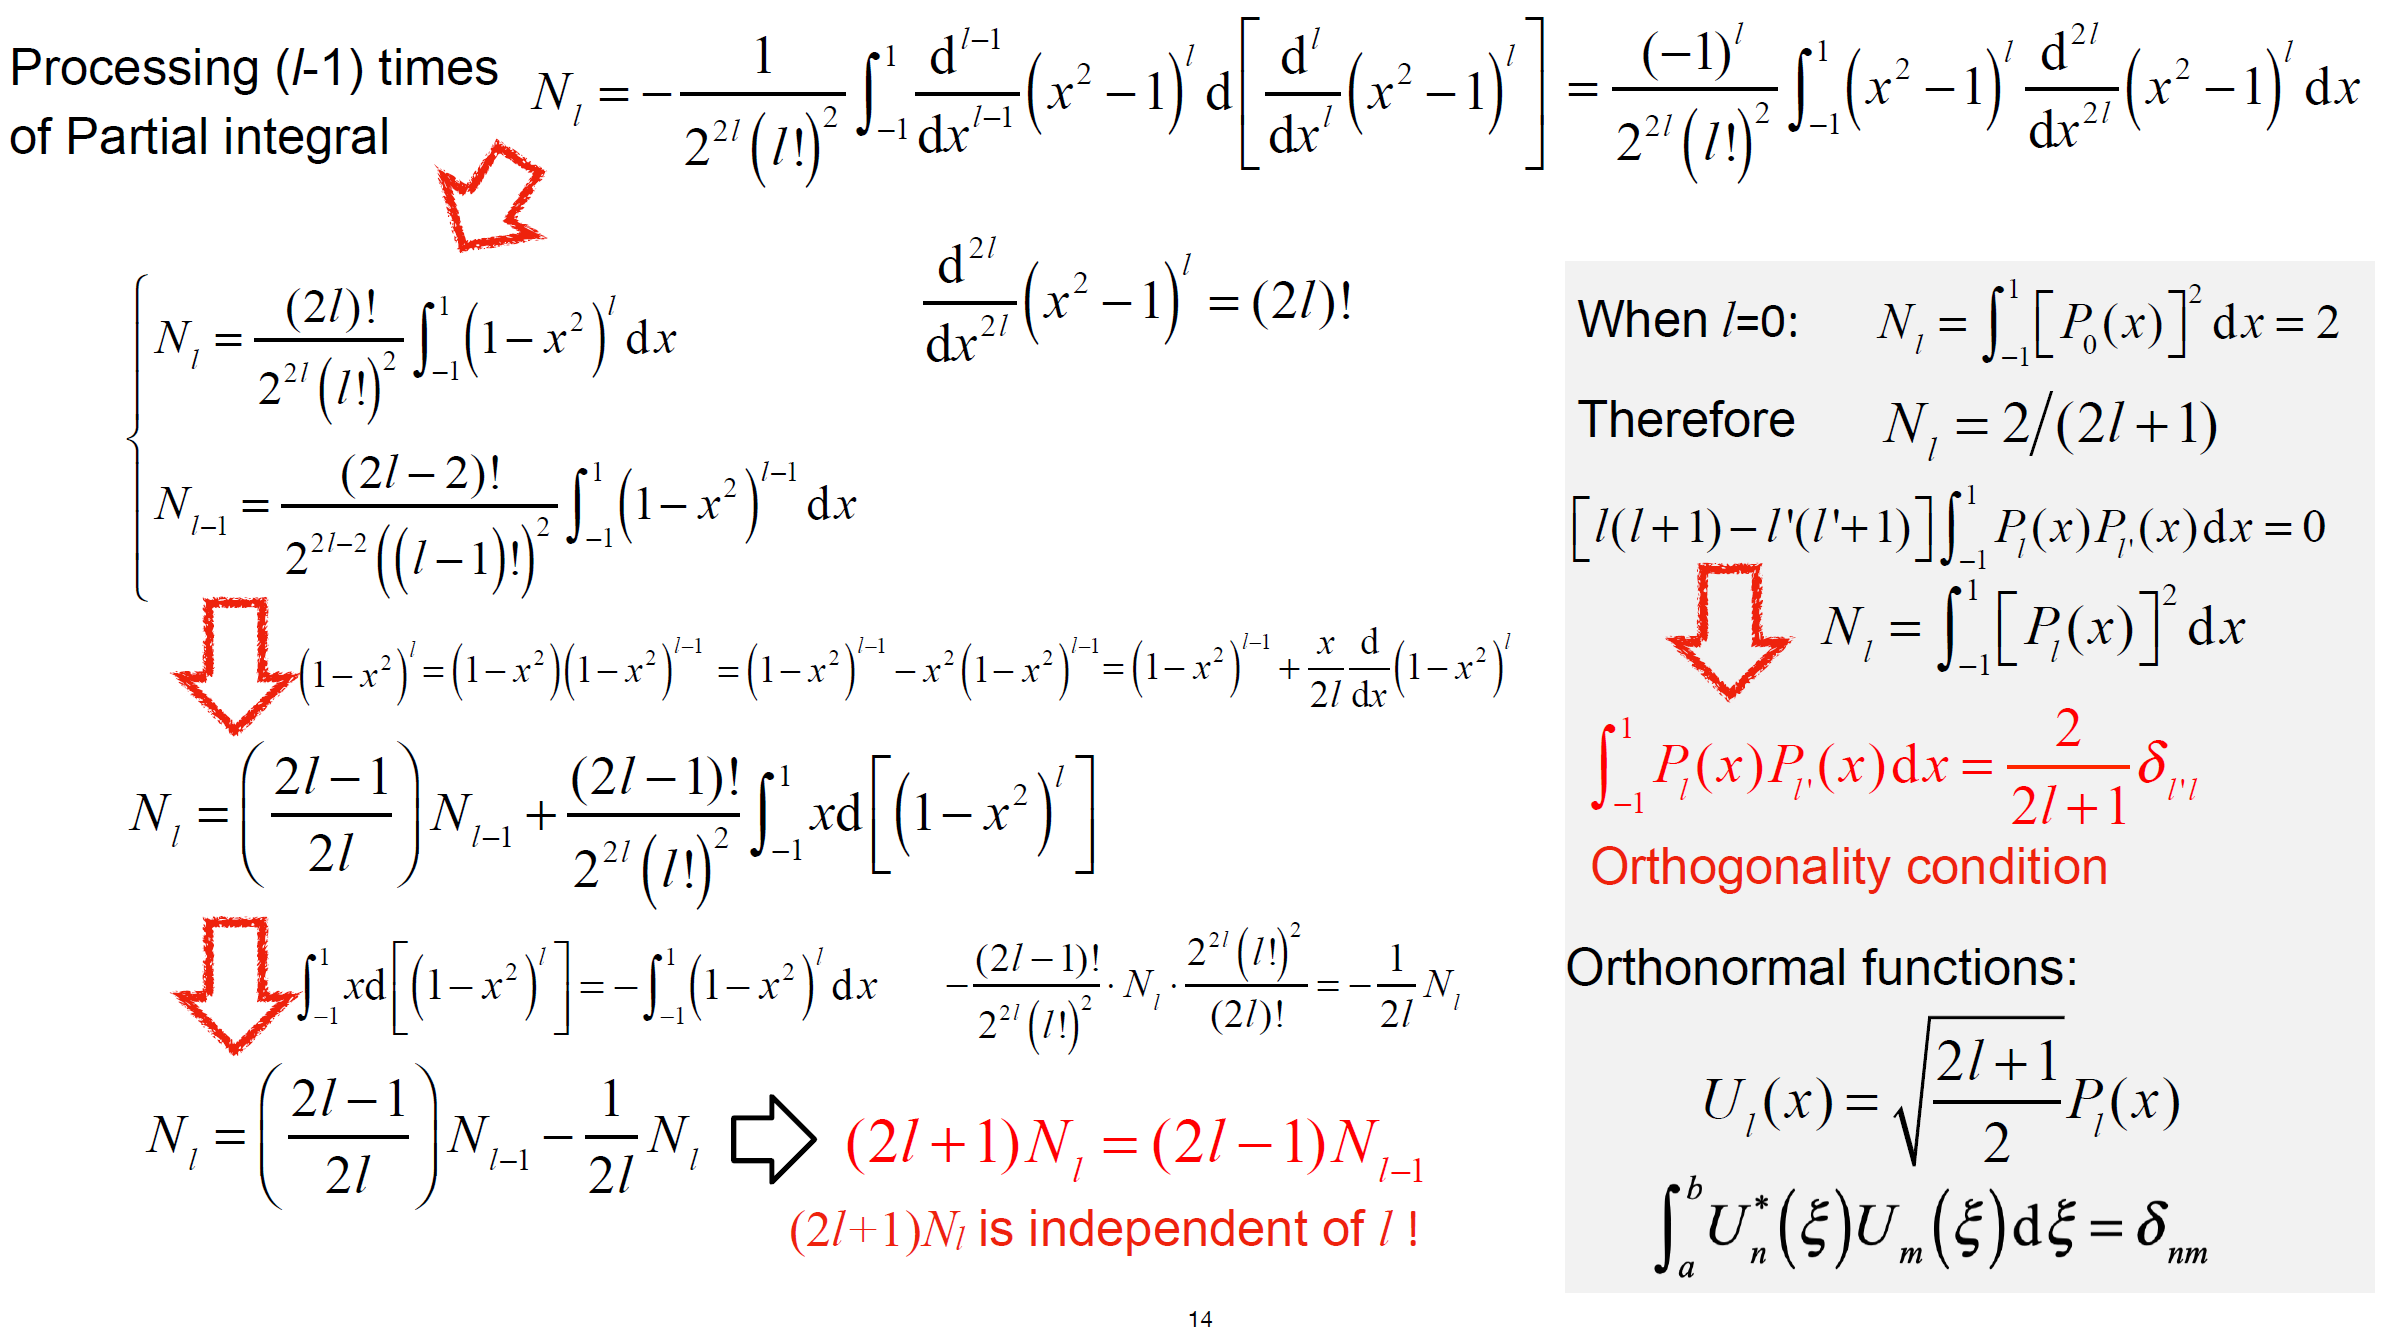 Processing (l-1) times
of Partial integral
N_l = -\frac{1}{2^{2l}(l!)^2} \int_{-1}^{1} \frac{d^{l-1}}{dx^{l-1}}(x^2-1)^l d\left[\frac{d^l}{dx^l}(x^2-1)^l\right] = \frac{(-1)^l}{2^{2l}(l!)^2} \int_{-1}^{1} (x^2-1)^l \frac{d^{2l}}{dx^{2l}}(x^2-1)^l dx
N_l = \frac{(2l)!}{2^{2l}(l!)^2} \int_{-1}^{1} (1-x^2)^l dx
\frac{d^{2l}}{dx^{2l}}(x^2-1)^l = (2l)!
N_{l-1} = \frac{(2l-2)!}{2^{2l-2}((l-1)!)^2} \int_{-1}^{1} (1-x^2)^{l-1} dx
(1-x^2)^l = (1-x^2)(1-x^2)^{l-1} = (1-x^2)^{l-1} - x^2(1-x^2)^{l-1} = (1-x^2)^{l-1} + \frac{x}{2l}\frac{d}{dx}(1-x^2)^l
N_l = \left(\frac{2l-1}{2l}\right) N_{l-1} + \frac{(2l-1)!}{2^{2l}(l!)^2} \int_{-1}^{1} xd\left[(1-x^2)^l\right]
\int_{-1}^{1} xd\left[(1-x^2)^l\right] = -\int_{-1}^{1} (1-x^2)^l dx
-\frac{(2l-1)!}{2^{2l}(l!)^2} \cdot N_l \cdot \frac{2^{2l}(l!)^2}{(2l)!} = -\frac{1}{2l} N_l
N_l = \left(\frac{2l-1}{2l}\right) N_{l-1} - \frac{1}{2l} N_l
(2l+1)N_l = (2l-1)N_{l-1}
(2l+1)N_l is independent of l !
When l=0: N_l = \int_{-1}^{1} [P_0(x)]^2 dx = 2
Therefore N_l = 2/(2l+1)
[l(l+1)-l'(l'+1)] \int_{-1}^{1} P_l(x)P_{l'}(x)dx = 0
N_l = \int_{-1}^{1} [P_l(x)]^2 dx
\int_{-1}^{1} P_l(x)P_{l'}(x)dx = \frac{2}{2l+1} δ_{l'l}
Orthogonality condition
Orthonormal functions:
U_l(x) = \sqrt{\frac{2l+1}{2}} P_l(x)
\int_a^b U_n^*(ξ)U_m(ξ)dξ = δ_{nm}
14